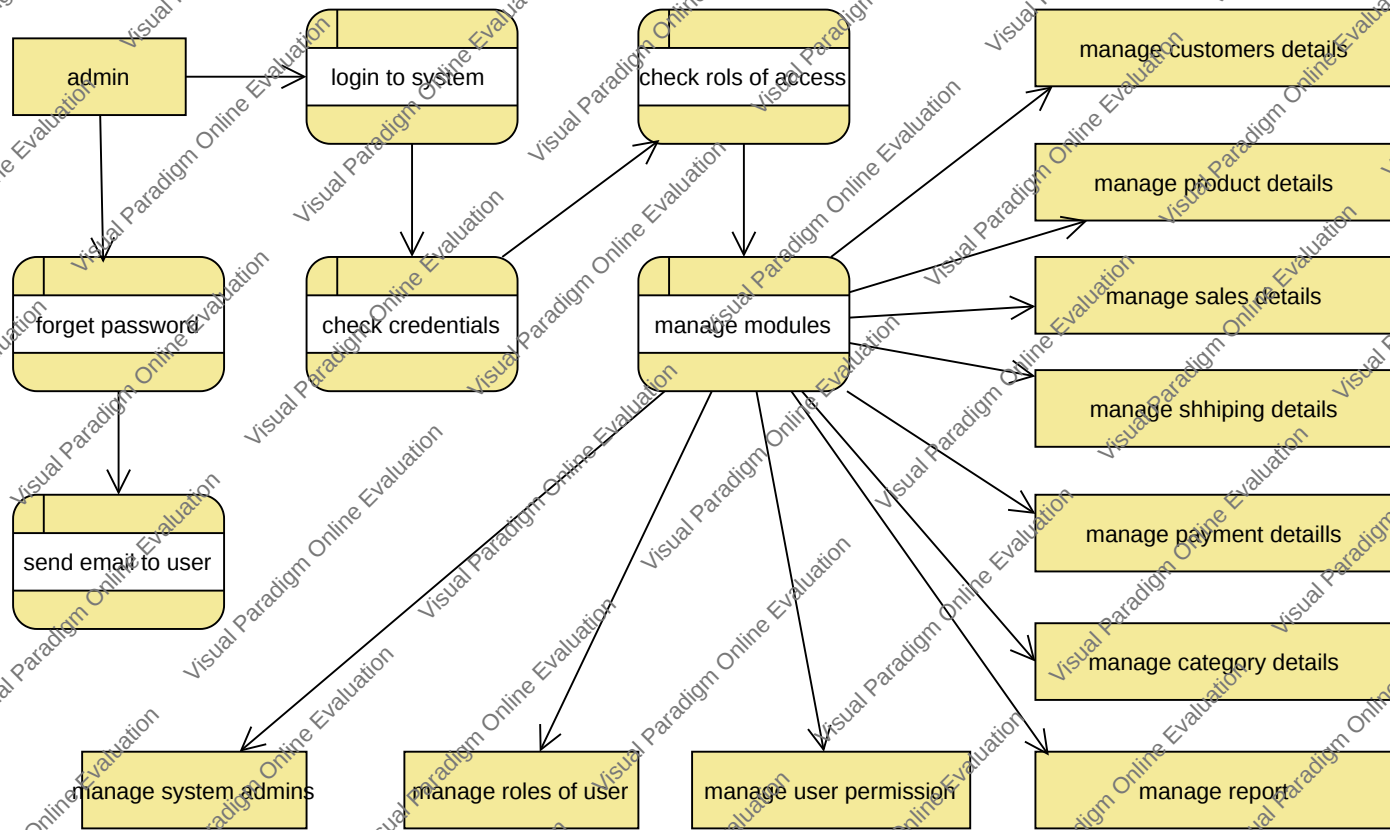 admin
login to system
check rols of access
manage customers details
manage product details
manage sales details
forget password
check credentials
manage modules
manage shhiping details
manage payment detaills
send email to user
manage category details
manage system admins
manage roles of user
manage user permission
manage report
Visual Paradigm Online Evaluation